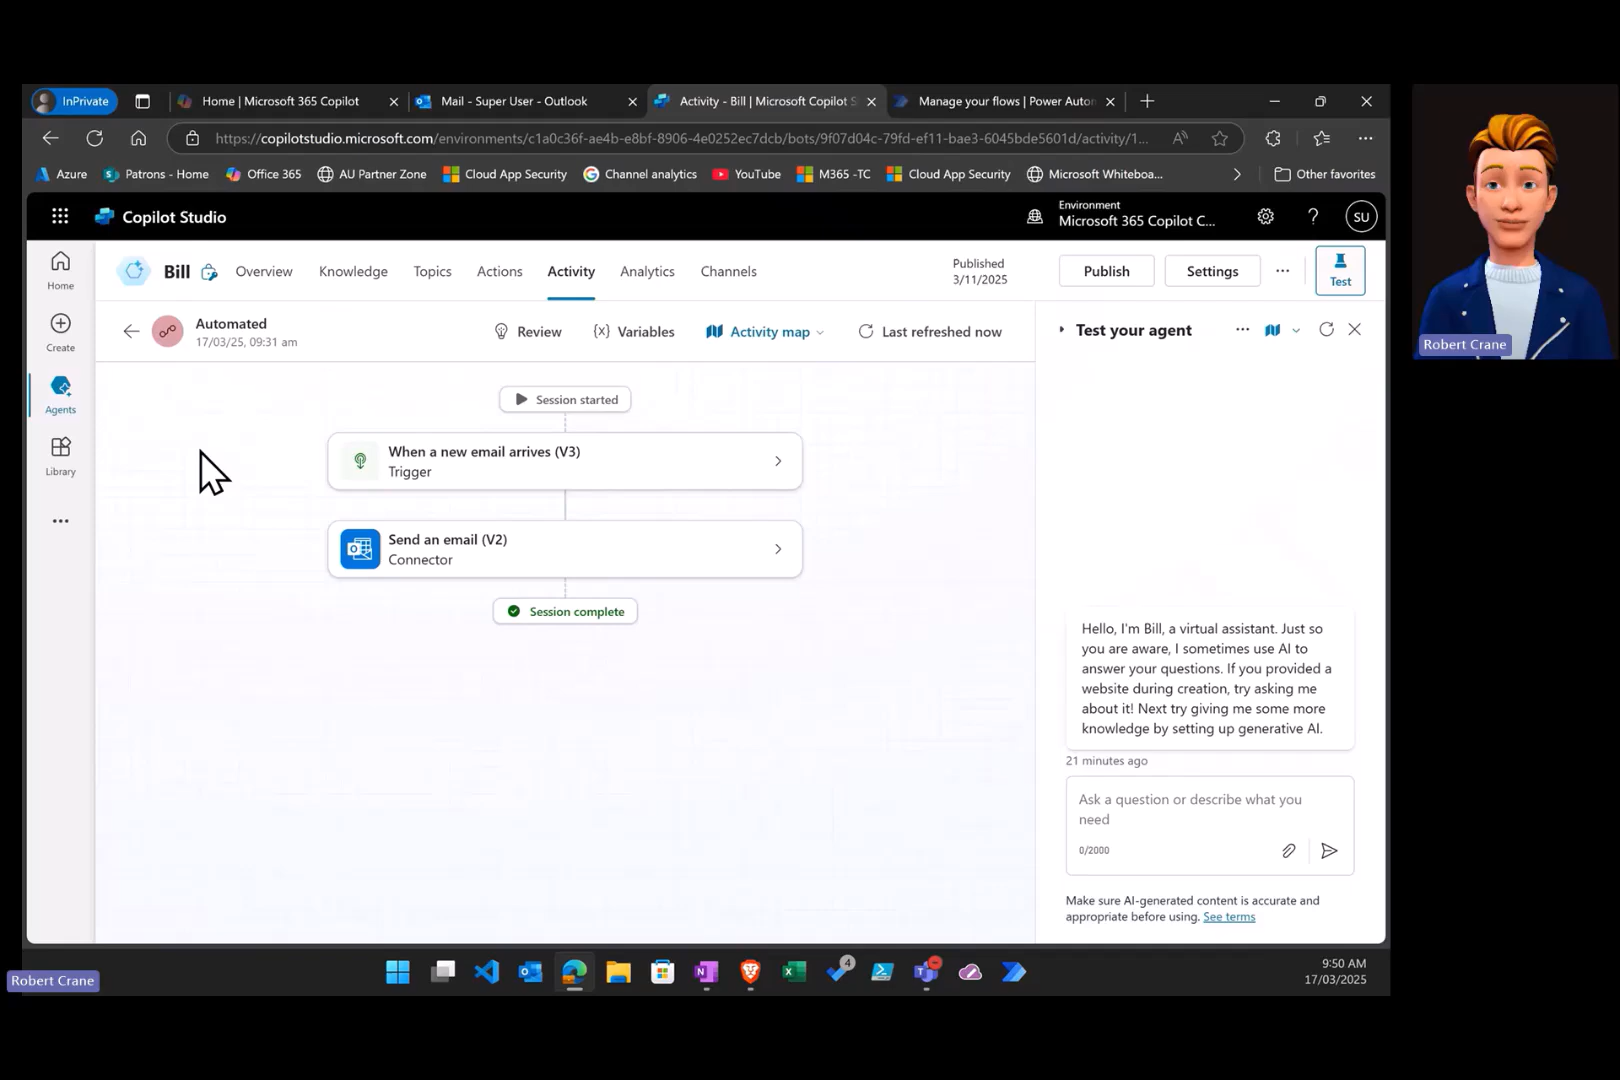 InPrivate
Home | Microsoft 365 Copilot
Mail - Super User - Outlook
Activity - Bill | Microsoft Copilot S
Manage your flows | Power Auton
https://copilotstudio.microsoft.com/environments/c1a0c36f-ae4b-e8bf-8906-4e0252ec7dcb/bots/9f07d04c-79fd-ef11-bae3-6045bde5601d/activity/1...
Azure
Patrons - Home
Office 365
AU Partner Zone
Cloud App Security
Channel analytics
YouTube
M365 -TC
Cloud App Security
Microsoft Whiteboa...
Other favorites
Copilot Studio
Environment
Microsoft 365 Copilot C...
SU
Home
Create
Agents
Library
Bill
Overview
Knowledge
Topics
Actions
Activity
Analytics
Channels
Published
3/11/2025
Publish
Settings
Test
Automated
17/03/25, 09:31 am
Review
{x} Variables
Activity map
Last refreshed now
Session started
When a new email arrives (V3)
Trigger
Send an email (V2)
Connector
Session complete
Test your agent
Hello, I'm Bill, a virtual assistant. Just so
you are aware, I sometimes use AI to
answer your questions. If you provided a
website during creation, try asking me
about it! Next try giving me some more
knowledge by setting up generative AI.
21 minutes ago
Ask a question or describe what you
need
0/2000
Make sure AI-generated content is accurate and
appropriate before using. See terms
Robert Crane
Robert Crane
4
9:50 AM
17/03/2025